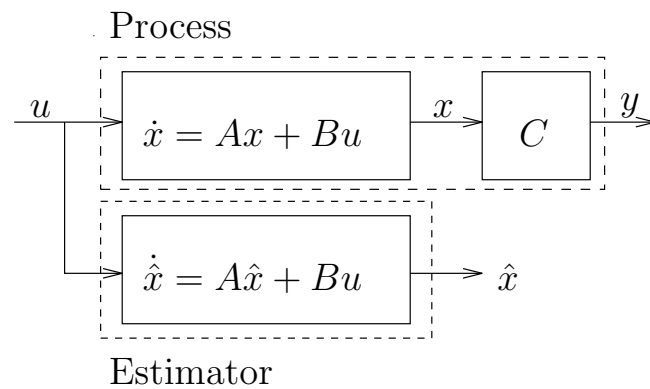 Process
u
ẋ = Ax + Bu
x
C
y
x̂̇ = Ax̂ + Bu
x̂
Estimator